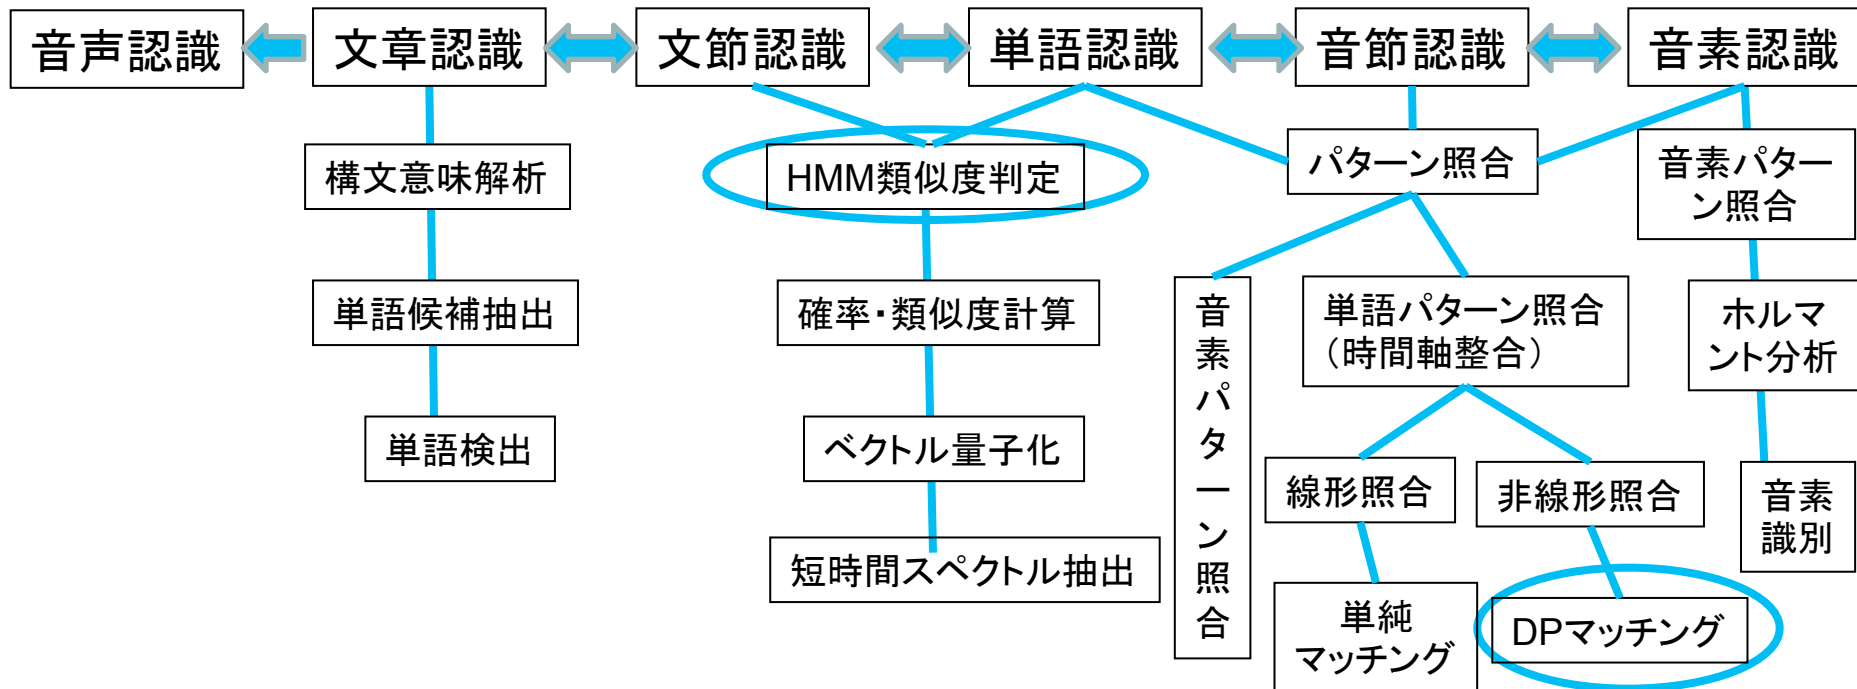 音声認識
文章認識
文節認識
単語認識
音節認識
音素認識
構文意味解析
HMM類似度判定
パターン照合
音素パター
ン照合
単語候補抽出
確率・類似度計算
音素パターン照合
単語パターン照合
（時間軸整合）
ホルマ
ント分析
単語検出
ベクトル量子化
線形照合
非線形照合
音素
識別
短時間スペクトル抽出
単純
マッチング
DPマッチング